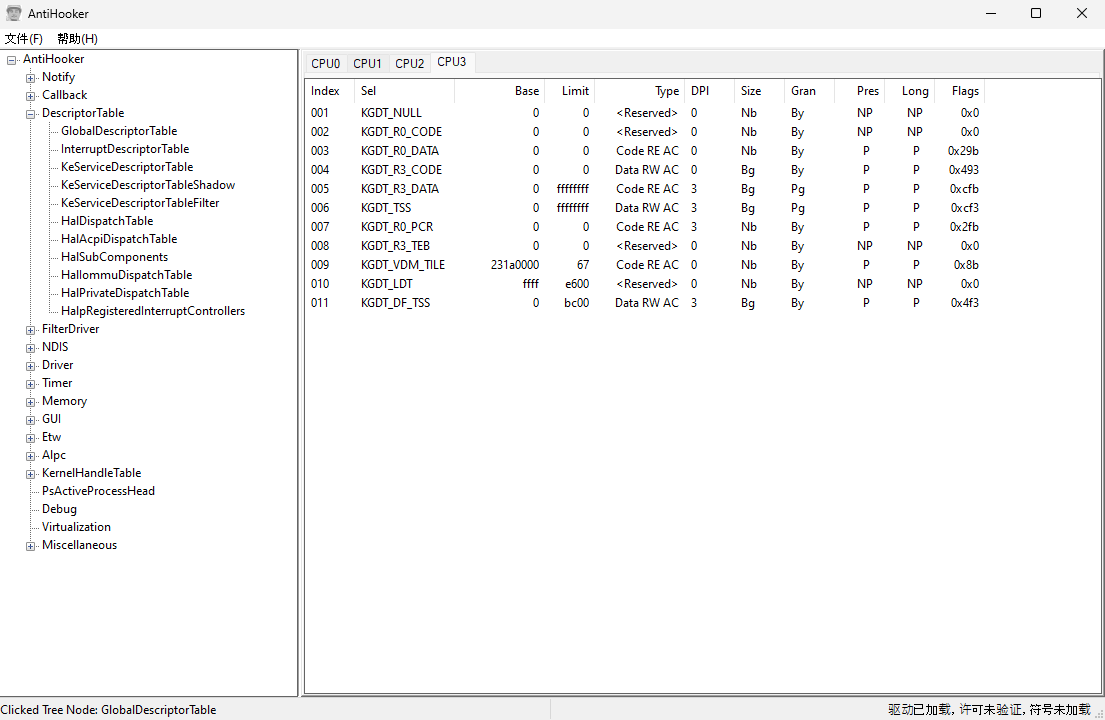 AntiHooker
文件(F) 帮助(H)
AntiHooker
Notify
Callback
DescriptorTable
GlobalDescriptorTable
InterruptDescriptorTable
KeServiceDescriptorTable
KeServiceDescriptorTableShadow
KeServiceDescriptorTableFilter
HalDispatchTable
HalAcpiDispatchTable
HalSubComponents
HalIommuDispatchTable
HalPrivateDispatchTable
HalpRegisteredInterruptControllers
FilterDriver
NDIS
Driver
Timer
Memory
GUI
Etw
Alpc
KernelHandleTable
PsActiveProcessHead
Debug
Virtualization
Miscellaneous
CPU0 CPU1 CPU2 CPU3
Index Sel Base Limit Type DPI Size Gran Pres Long Flags
001 KGDT_NULL 0 0 <Reserved> 0 Nb By NP NP 0x0
002 KGDT_R0_CODE 0 0 <Reserved> 0 Nb By NP NP 0x0
003 KGDT_R0_DATA 0 0 Code RE AC 0 Nb By P P 0x29b
004 KGDT_R3_CODE 0 0 Data RW AC 0 Bg By P P 0x493
005 KGDT_R3_DATA 0 ffffffff Code RE AC 3 Bg Pg P P 0xcfb
006 KGDT_TSS 0 ffffffff Data RW AC 3 Bg Pg P P 0xcf3
007 KGDT_R0_PCR 0 0 Code RE AC 3 Nb By P P 0x2fb
008 KGDT_R3_TEB 0 0 <Reserved> 0 Nb By NP NP 0x0
009 KGDT_VDM_TILE 231a0000 67 Code RE AC 0 Nb By P P 0x8b
010 KGDT_LDT ffff e600 <Reserved> 0 Nb By NP NP 0x0
011 KGDT_DF_TSS 0 bc00 Data RW AC 3 Bg By P P 0x4f3
Clicked Tree Node: GlobalDescriptorTable
驱动已加载, 许可未验证, 符号未加载